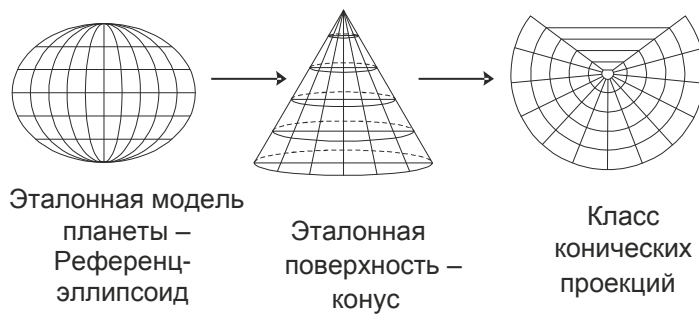 Эталонная модель
планеты –
Референц-
эллипсоид
Эталонная
поверхность –
конус
Класс
конических
проекций